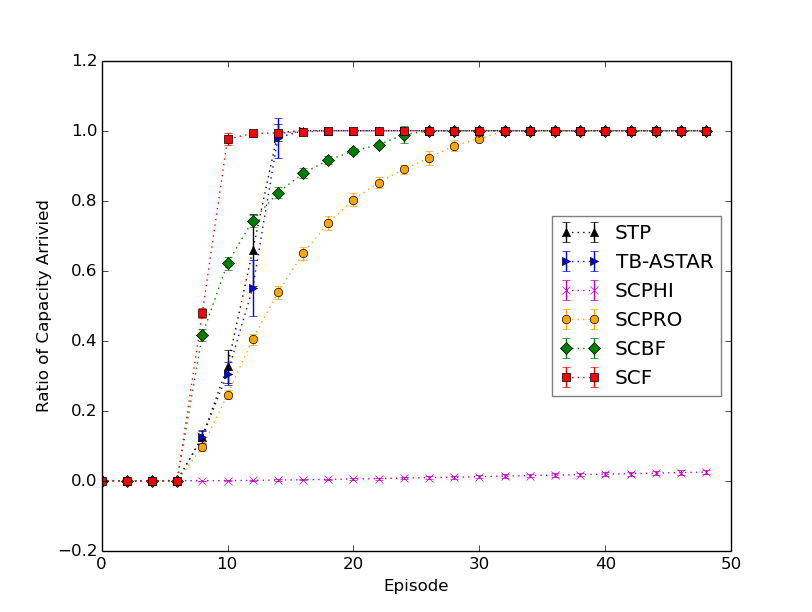 1.2
1.0
0.8
0.6
0.4
0.2
0.0
−0.2
0
10
20
30
40
50
Episode
Ratio of Capacity Arrivied
STP
TB-ASTAR
SCPHI
SCPRO
SCBF
SCF